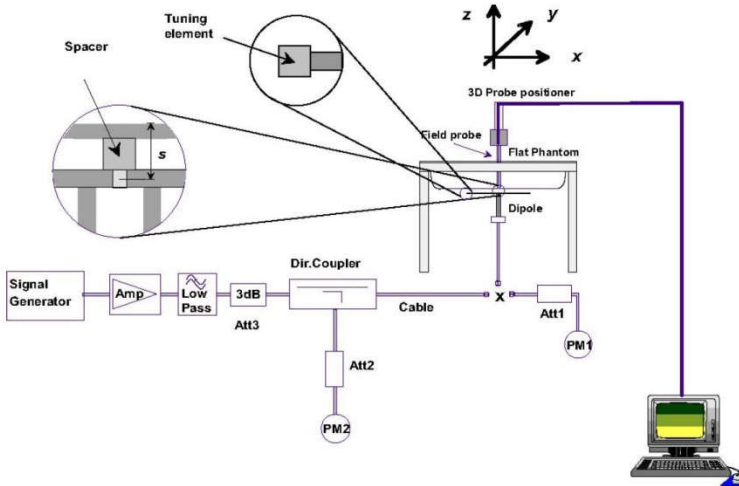 Tuning
element
Spacer
s
z
y
x
3D Probe positioner
Field probe
Flat Phantom
Dipole
Signal
Generator
Amp
Low
Pass
3dB
Att3
Dir.Coupler
Cable
x
Att1
PM1
Att2
PM2